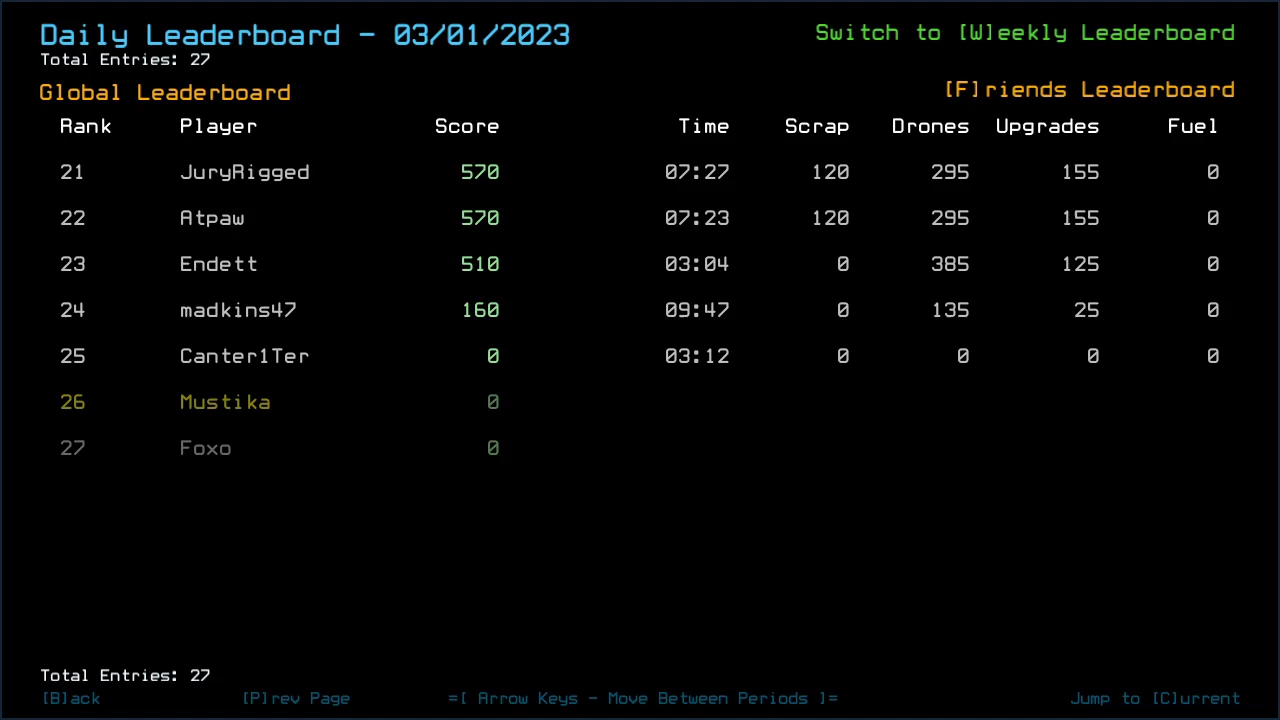 Daily Leaderboard - 03/01/2023 Switch to [W]eekly Leaderboard
Total Entries: 27
Global Leaderboard [F]riends Leaderboard
Rank Player Score Time Scrap Drones Upgrades Fuel
21 JuryRigged 570 07:27 120 295 155 0
22 Atpaw 570 07:23 120 295 155 0
23 Endett 510 03:04 0 385 125 0
24 madkins47 160 09:47 0 135 25 0
25 Canter1Ter 0 03:12 0 0 0 0
26 Mustika 0
27 Foxo 0
Total Entries: 27
[B]ack [P]rev Page =[ Arrow Keys - Move Between Periods ]= Jump to [C]urrent